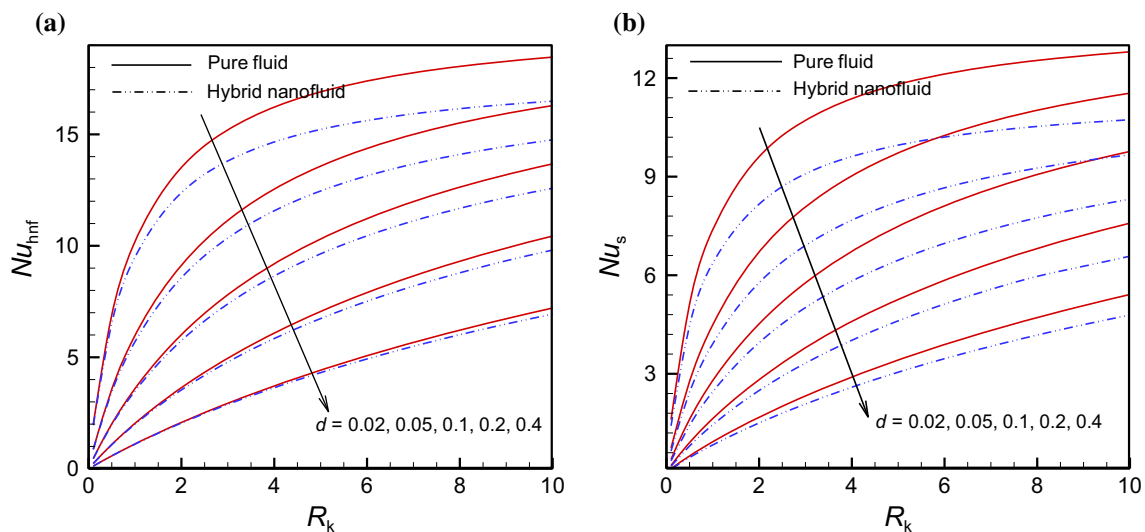 (a)
Pure fluid
Hybrid nanofluid
15
10
5
0
Nu_hnf
d = 0.02, 0.05, 0.1, 0.2, 0.4
0 2 4 6 8 10
R_k
(b)
Pure fluid
Hybrid nanofluid
12
9
6
3
Nu_s
d = 0.02, 0.05, 0.1, 0.2, 0.4
0 2 4 6 8 10
R_k